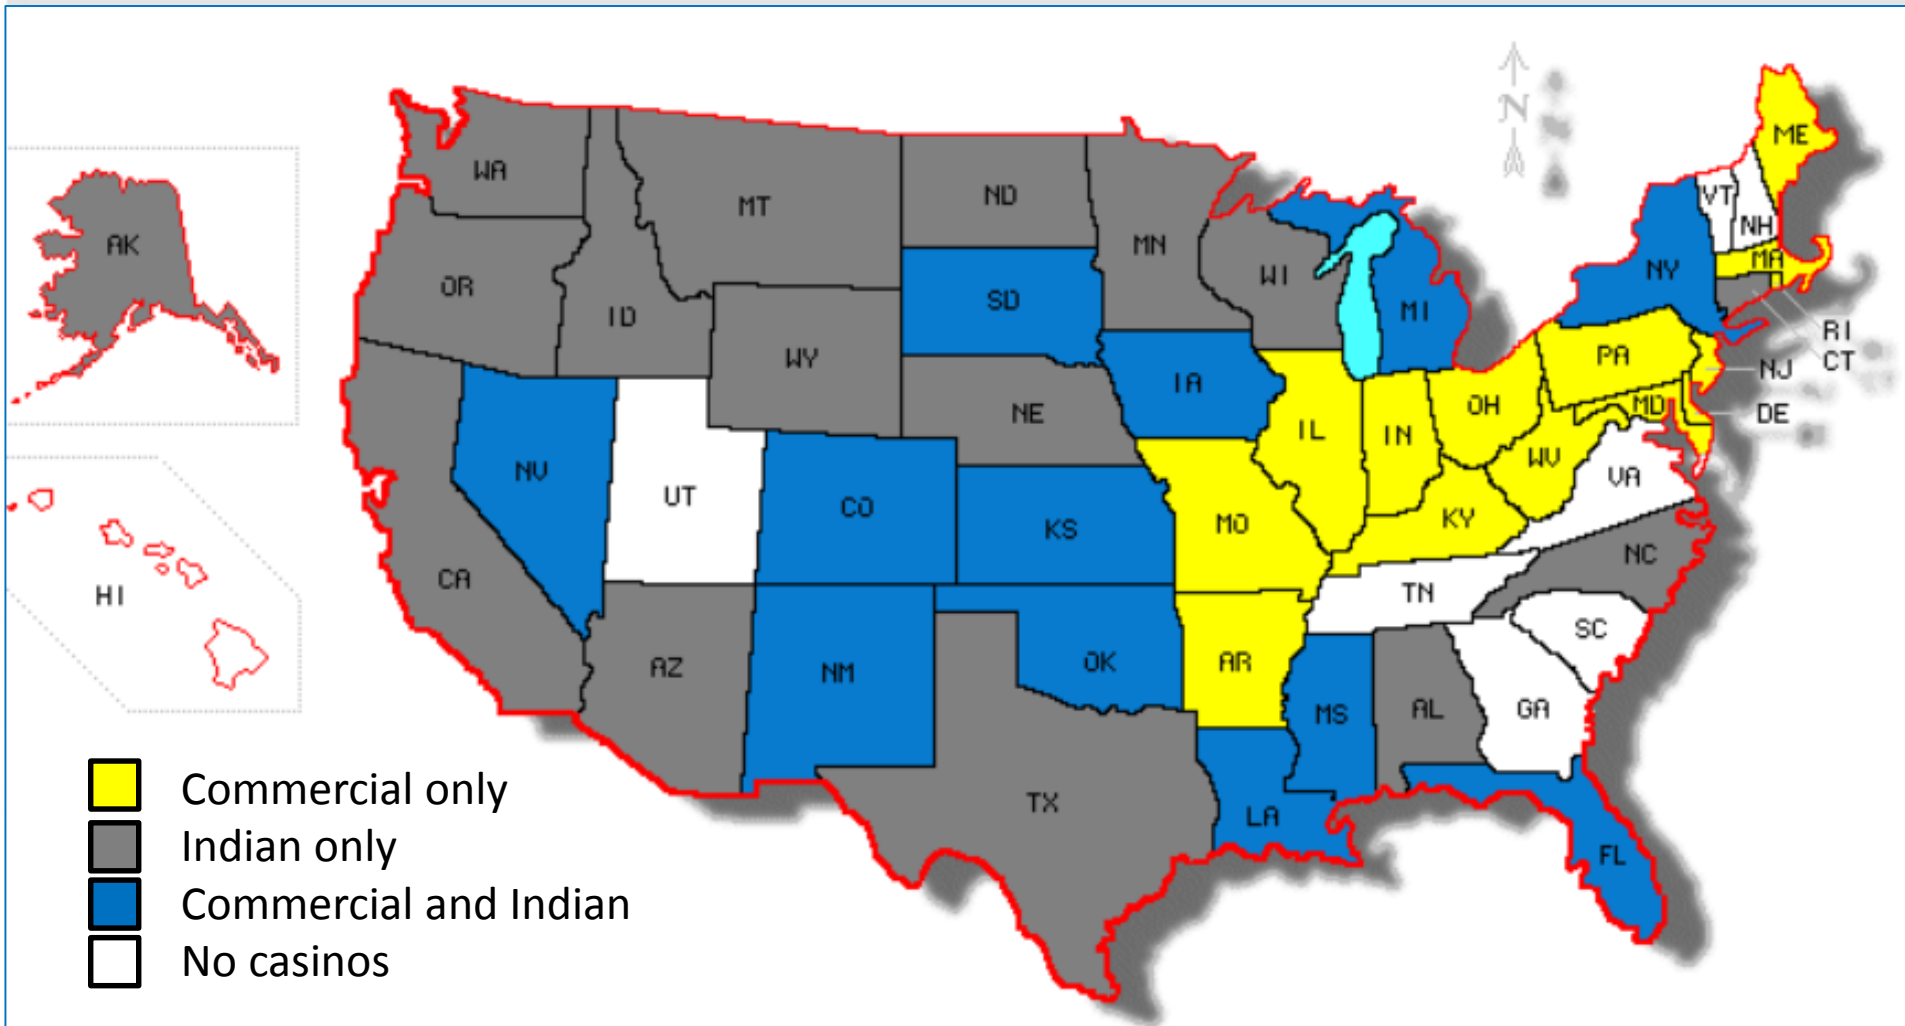 N
ME
WA
MT
ND
VT
NH
AK
MN
MA
OR
WI
NY
ID
SD
MI
RI
WY
PA
CT
NJ
IA
NE
OH
MD
DE
IL
IN
NV
WV
VA
UT
CO
KS
MO
KY
NC
CA
HI
TN
SC
AZ
NM
OK
AR
MS
AL
GA
TX
LA
FL
Commercial only
Indian only
Commercial and Indian
No casinos